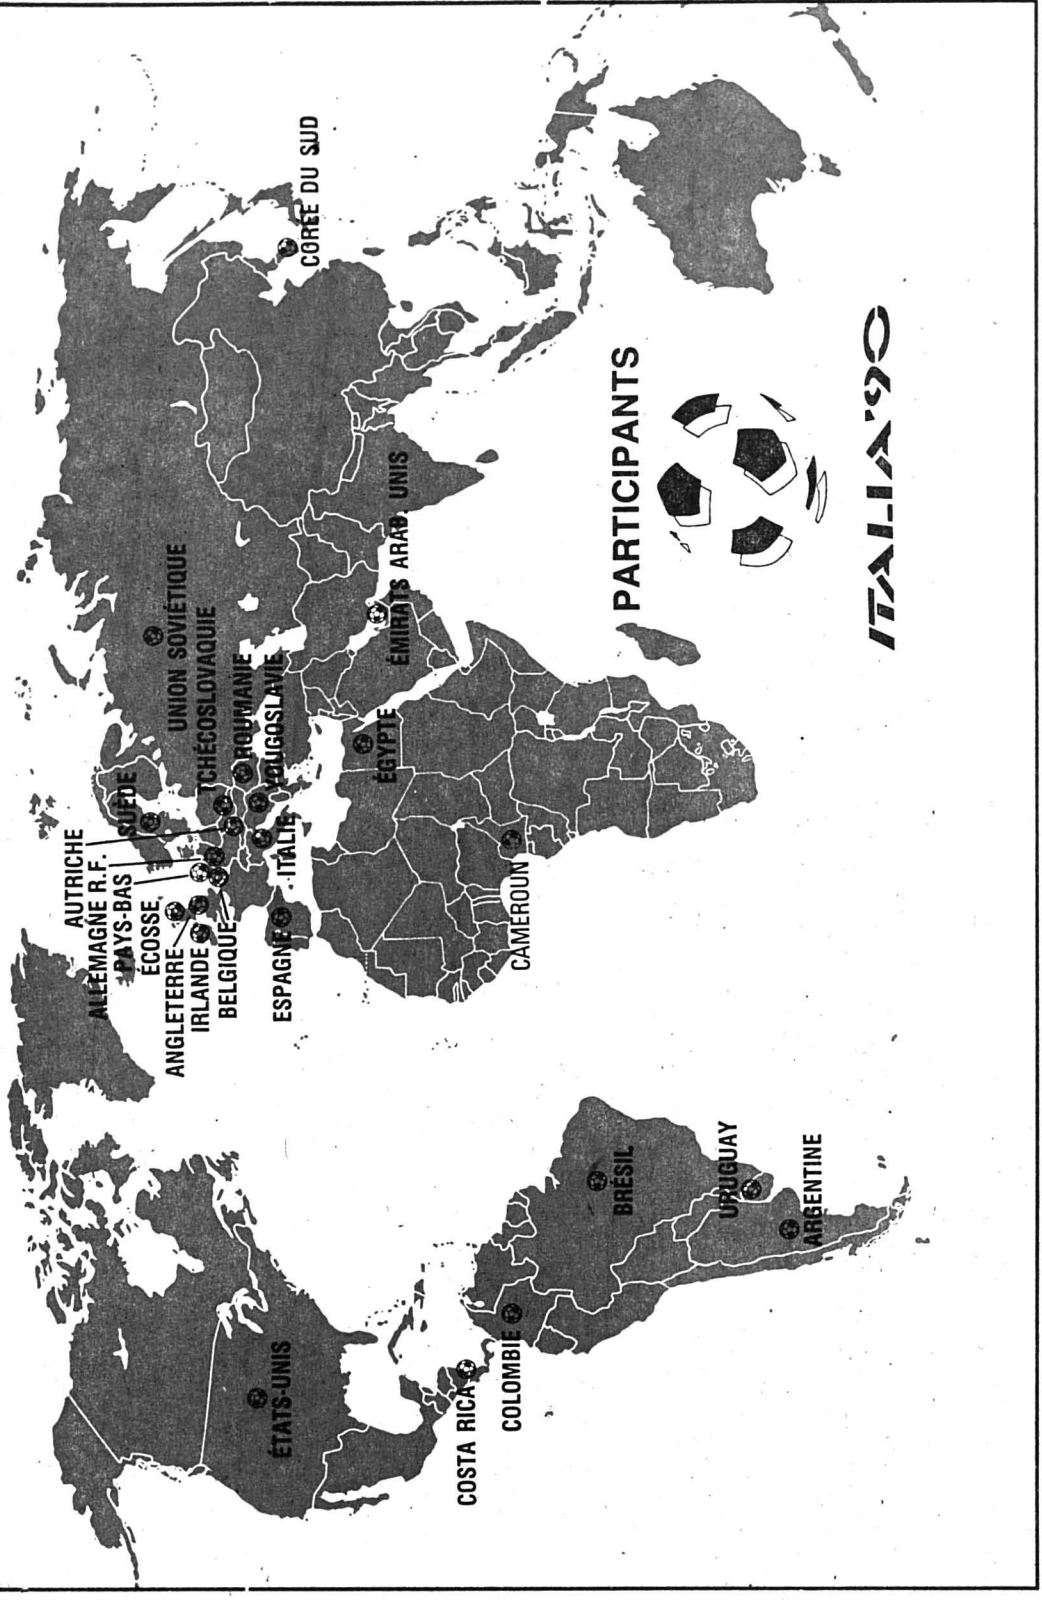 AUTRICHE
ALLEMAGNE R.F.
PAYS-BAS
ÉCOSSE
ANGLETERRE
IRLANDE
BELGIQUE
ESPAGNE
SUÈDE
UNION SOVIÉTIQUE
TCHÉCOSLOVAQUIE
ROUMANIE
YOUGOSLAVIE
ITALIE
CORÉE DU SUD
ÉGYPTE
ÉMIRATS ARAB. UNIS
ÉTATS-UNIS
COSTA RICA
COLOMBIE
CAMEROUN
BRÉSIL
URUGUAY
ARGENTINE
PARTICIPANTS
ITALIA'90